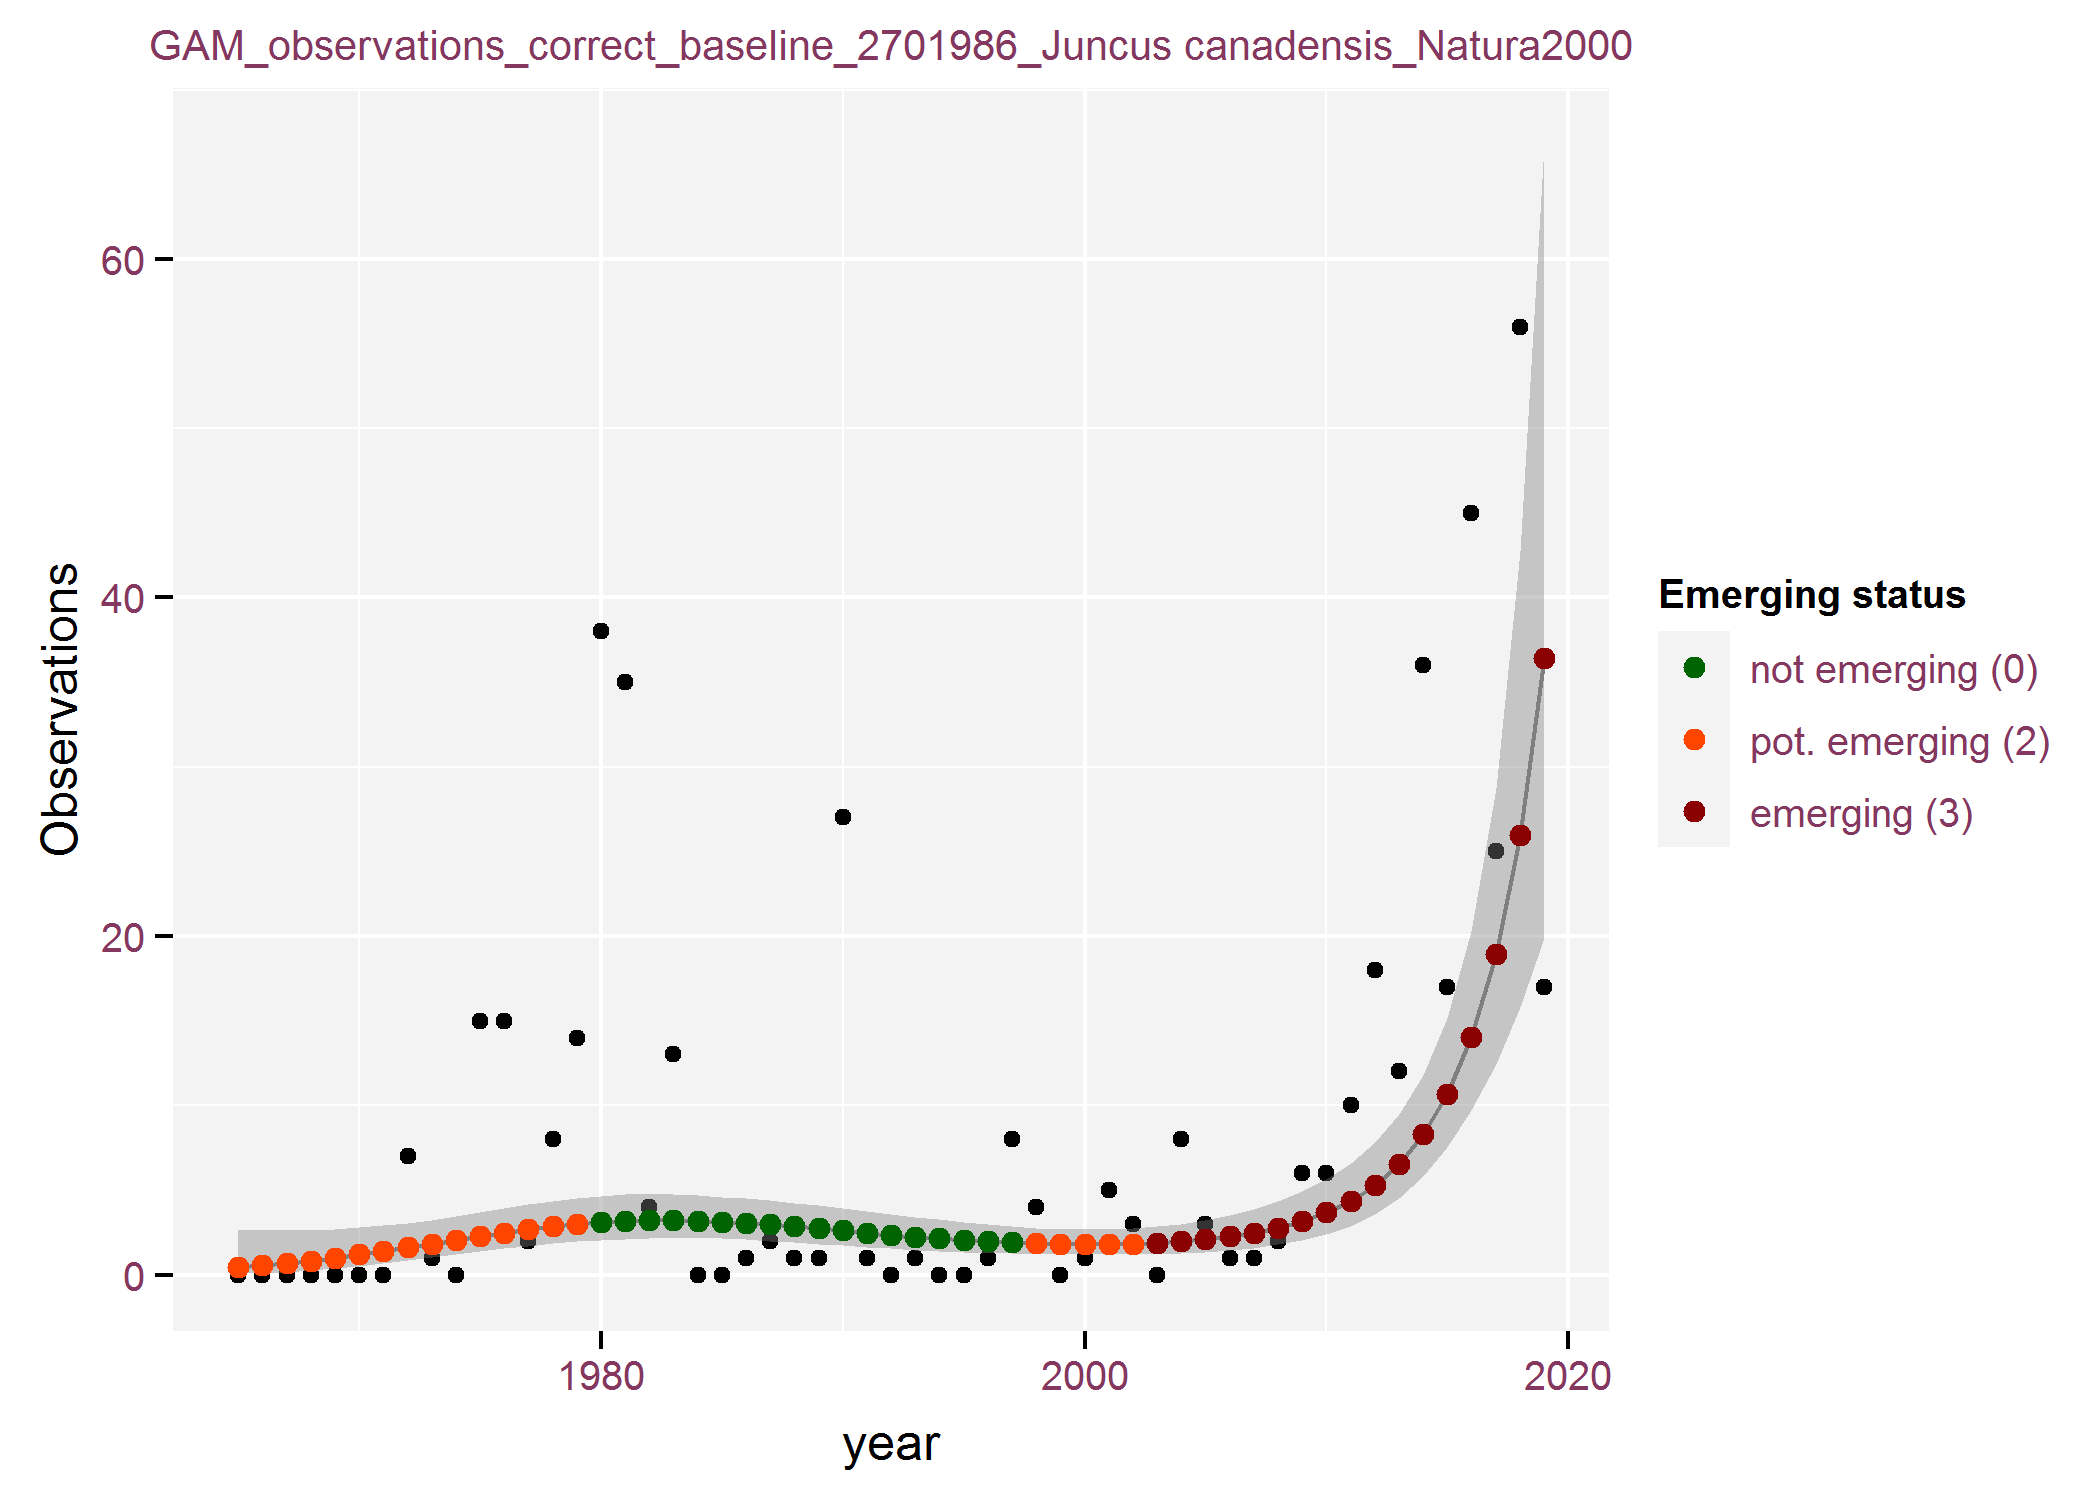 GAM_observations_correct_baseline_2701986_Juncus canadensis_Natura2000
Observations
60
40
20
0
1980
2000
2020
year
Emerging status
not emerging (0)
pot. emerging (2)
emerging (3)